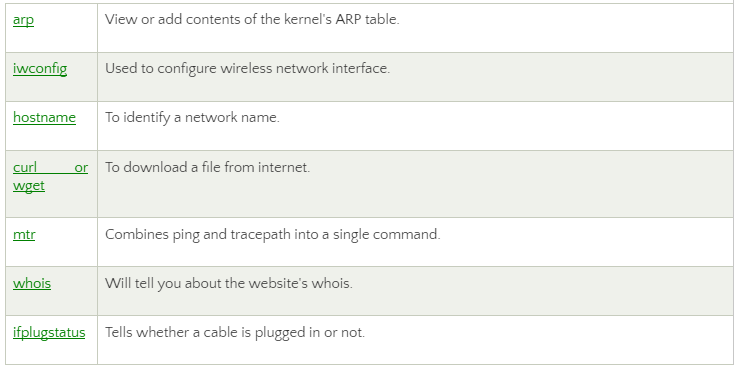 arp View or add contents of the kernel's ARP table.
iwconfig Used to configure wireless network interface.
hostname To identify a network name.
curl or To download a file from internet.
wget
mtr Combines ping and tracepath into a single command.
whois Will tell you about the website's whois.
ifplugstatus Tells whether a cable is plugged in or not.